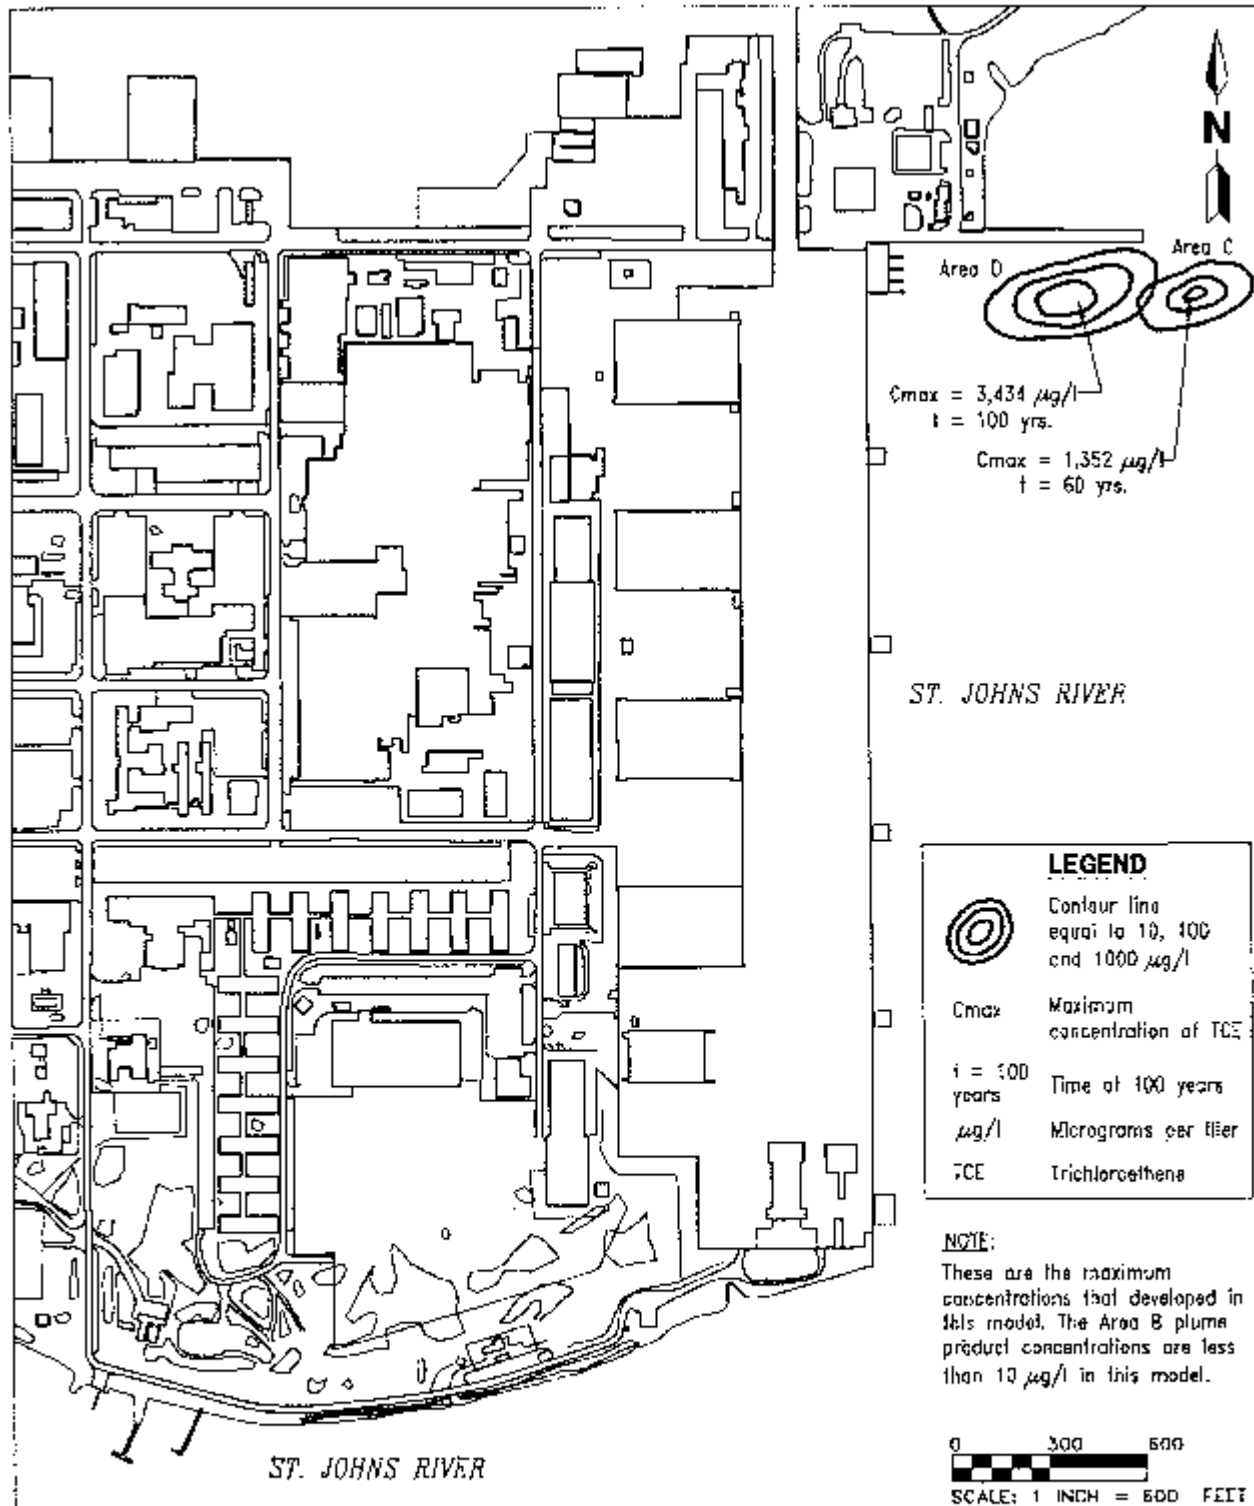 N
Area C
Area D
Cmax = 3,434 µg/l
t = 100 yrs.
Cmax = 1,352 µg/l
t = 60 yrs.
ST. JOHNS RIVER
LEGEND
Contour line
equal to 10, 100
and 1000 µg/l
Cmax Maximum
concentration of TCE
t = 100
years Time at 100 years
µg/l Micrograms per liter
TCE Trichloroethene
NOTE:
These are the maximum
concentrations that developed in
this model. The Area B plume
product concentrations are less
than 10 µg/l in this model.
0 300 600
SCALE: 1 INCH = 600 FEET
ST. JOHNS RIVER